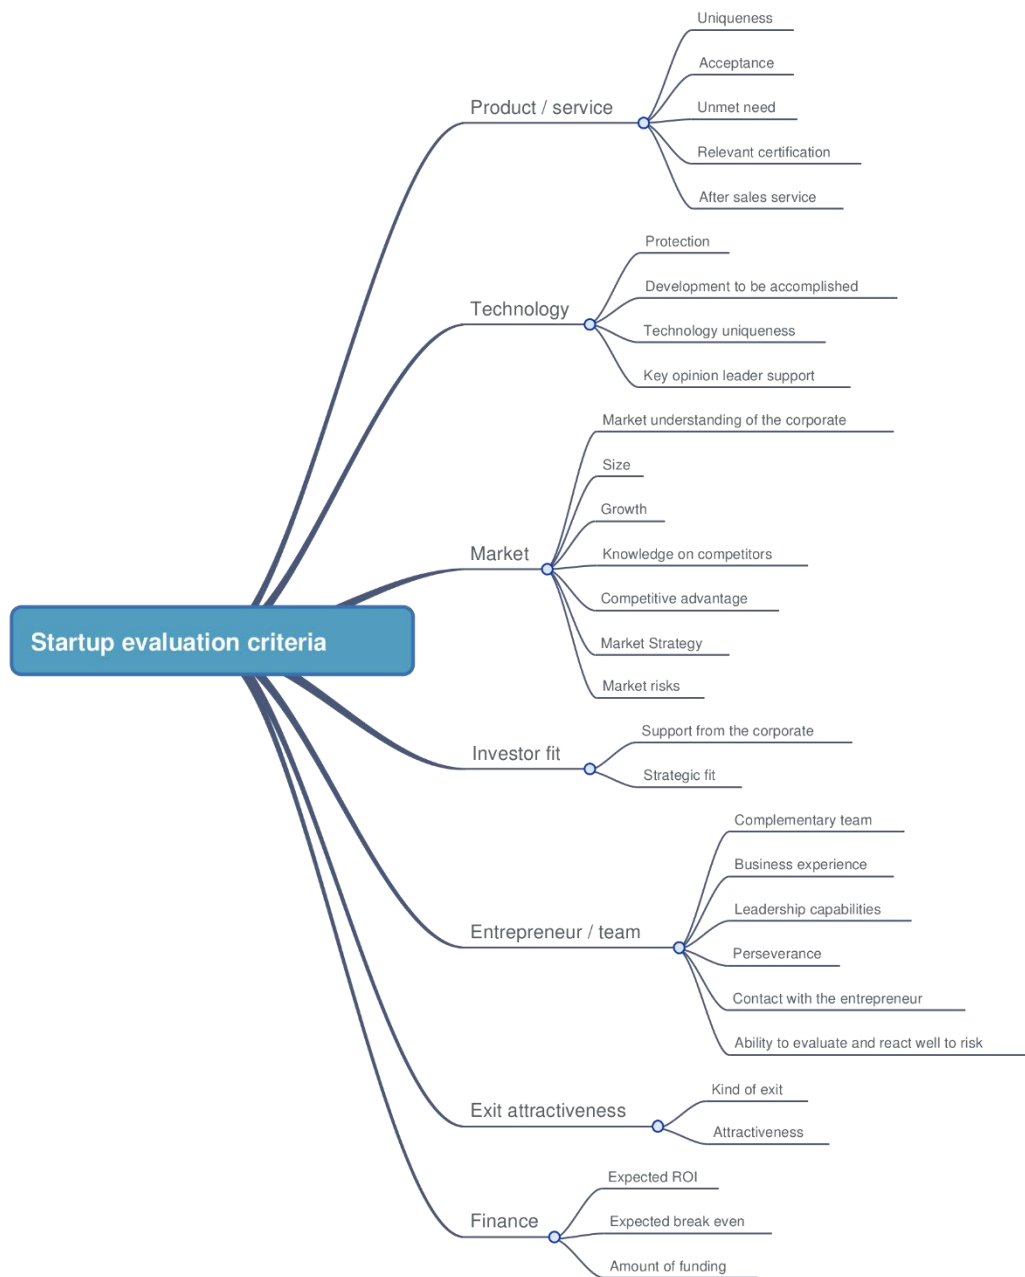 Startup evaluation criteria
Product / service
Uniqueness
Acceptance
Unmet need
Relevant certification
After sales service
Technology
Protection
Development to be accomplished
Technology uniqueness
Key opinion leader support
Market
Market understanding of the corporate
Size
Growth
Knowledge on competitors
Competitive advantage
Market Strategy
Market risks
Investor fit
Support from the corporate
Strategic fit
Entrepreneur / team
Complementary team
Business experience
Leadership capabilities
Perseverance
Contact with the entrepreneur
Ability to evaluate and react well to risk
Exit attractiveness
Kind of exit
Attractiveness
Finance
Expected ROI
Expected break even
Amount of funding